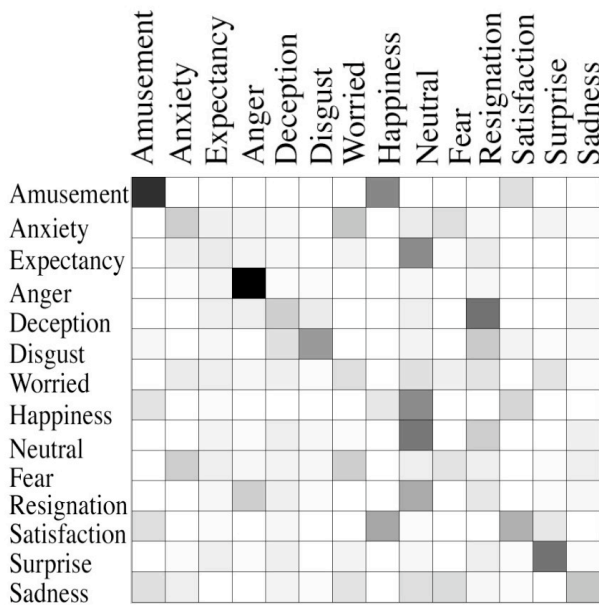 Amusement
Anxiety
Expectancy
Anger
Deception
Disgust
Worried
Happiness
Neutral
Fear
Resignation
Satisfaction
Surprise
Sadness
Amusement
Anxiety
Expectancy
Anger
Deception
Disgust
Worried
Happiness
Neutral
Fear
Resignation
Satisfaction
Surprise
Sadness